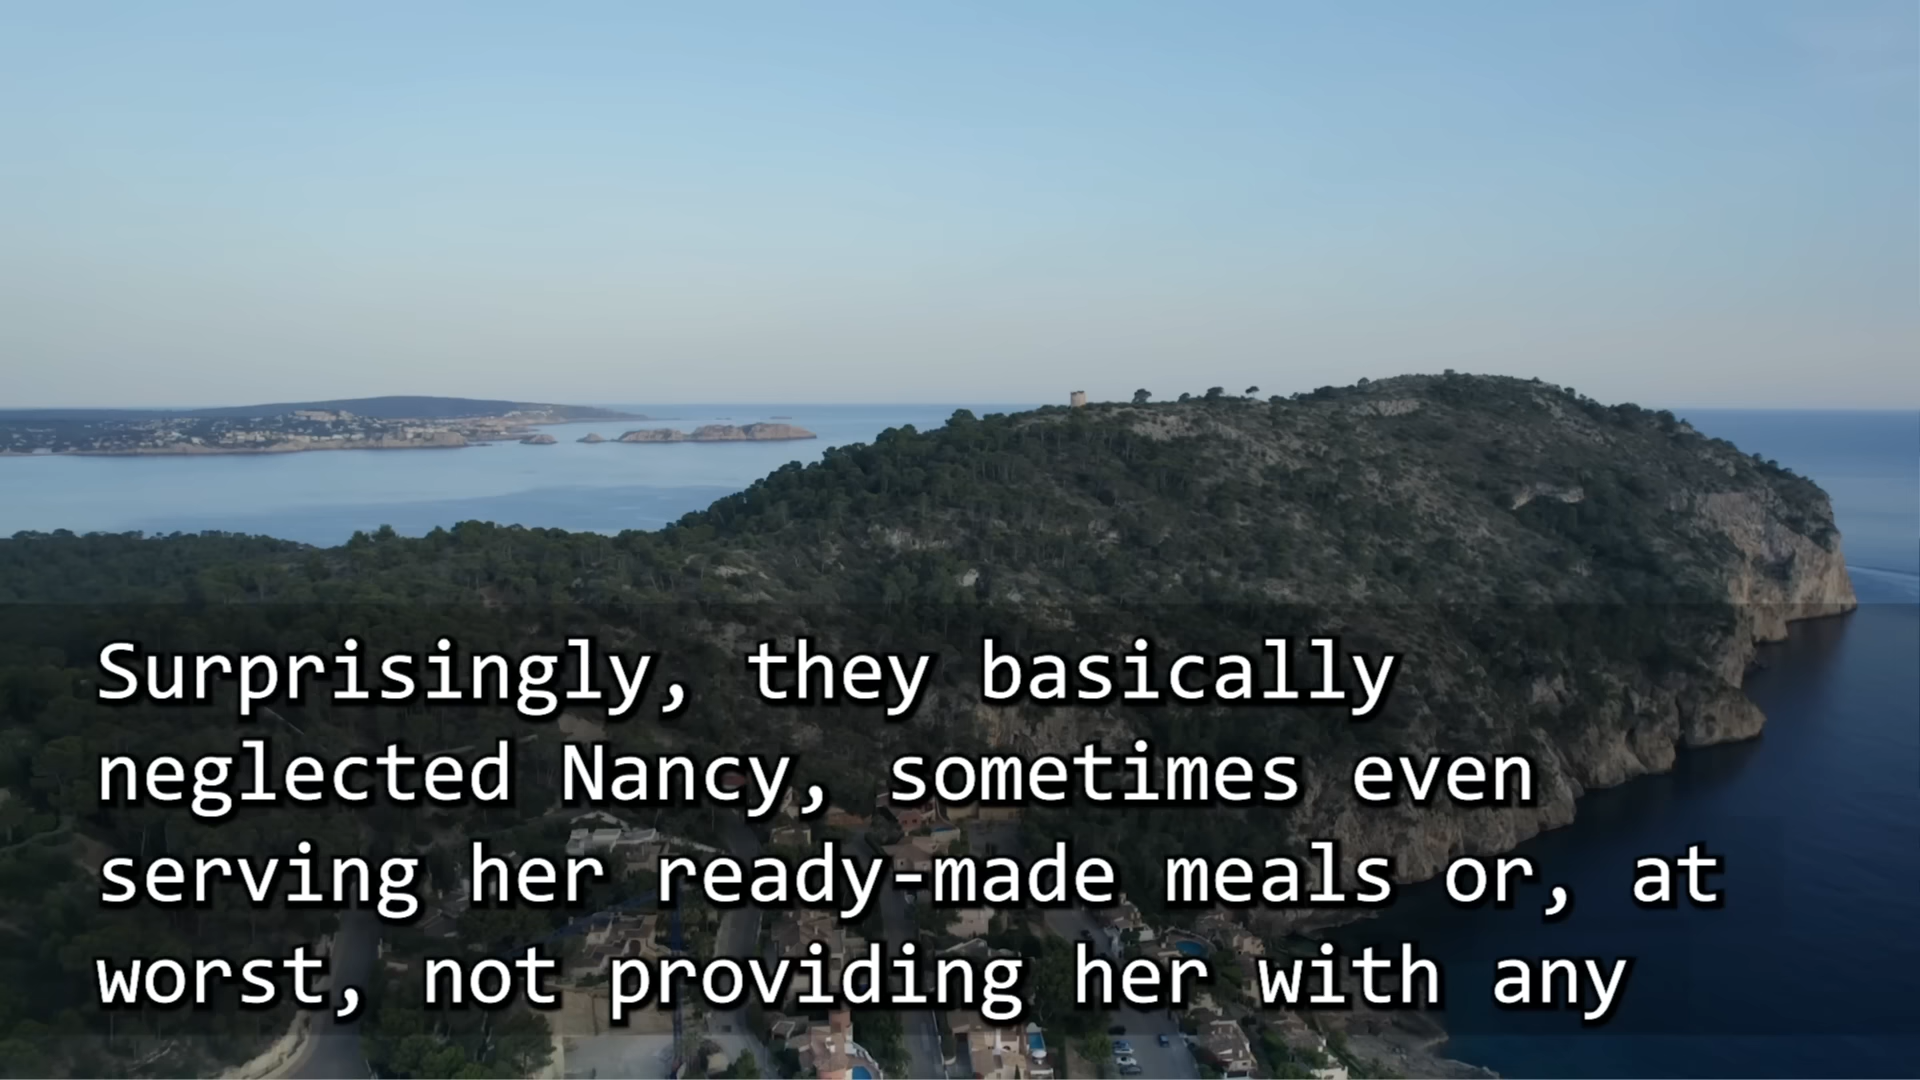 Surprisingly, they basically
neglected Nancy, sometimes even
serving her ready-made meals or, at
worst, not providing her with any